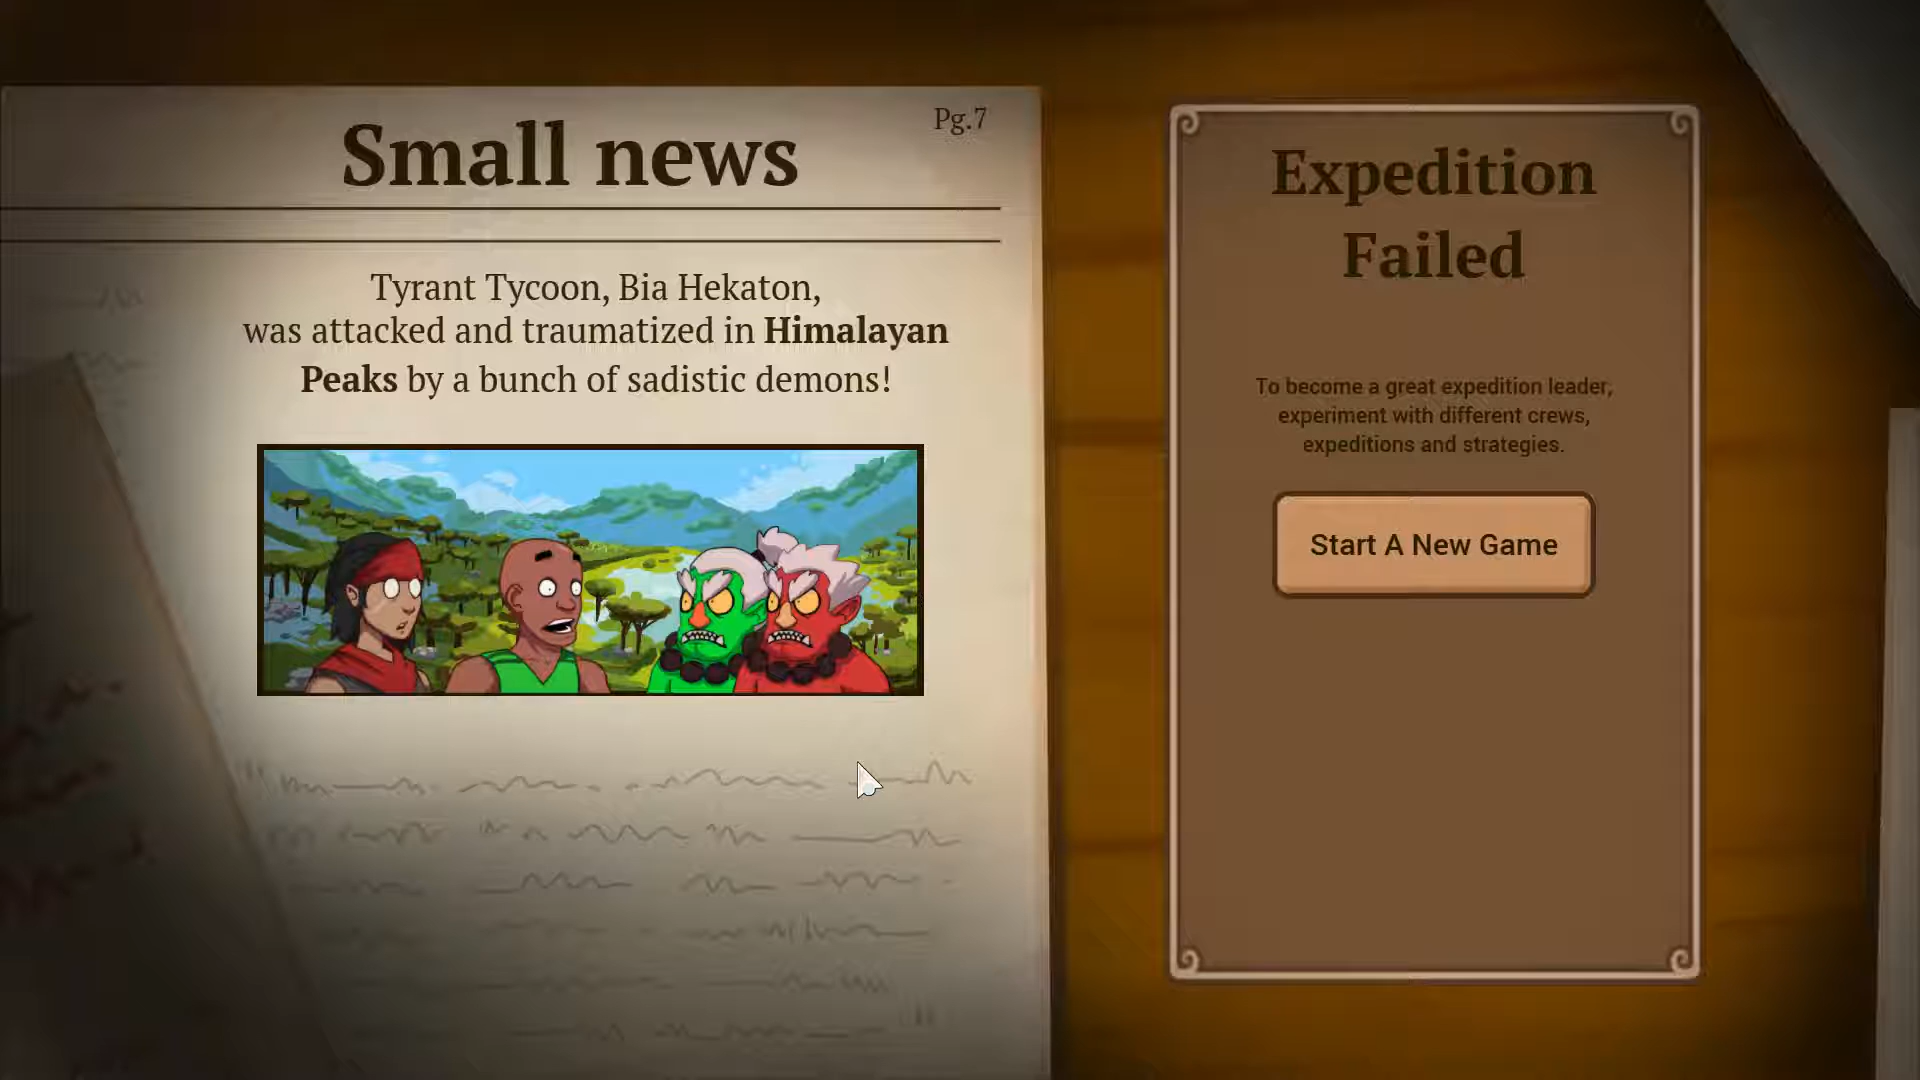 Pg.7
Small news
Tyrant Tycoon, Bia Hekaton,
was attacked and traumatized in Himalayan
Peaks by a bunch of sadistic demons!
Expedition
Failed
To become a great expedition leader,
experiment with different crews,
expeditions and strategies.
Start A New Game